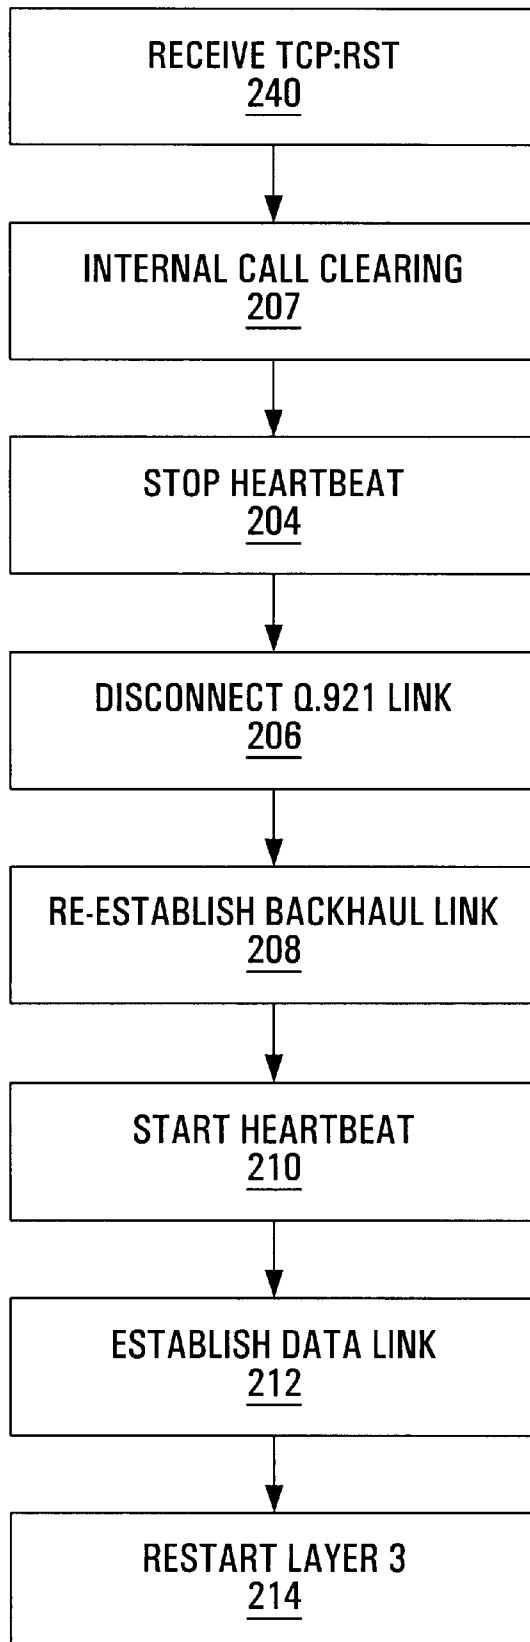 RECEIVE TCP:RST
240
INTERNAL CALL CLEARING
207
STOP HEARTBEAT
204
DISCONNECT Q.921 LINK
206
RE-ESTABLISH BACKHAUL LINK
208
START HEARTBEAT
210
ESTABLISH DATA LINK
212
RESTART LAYER 3
214